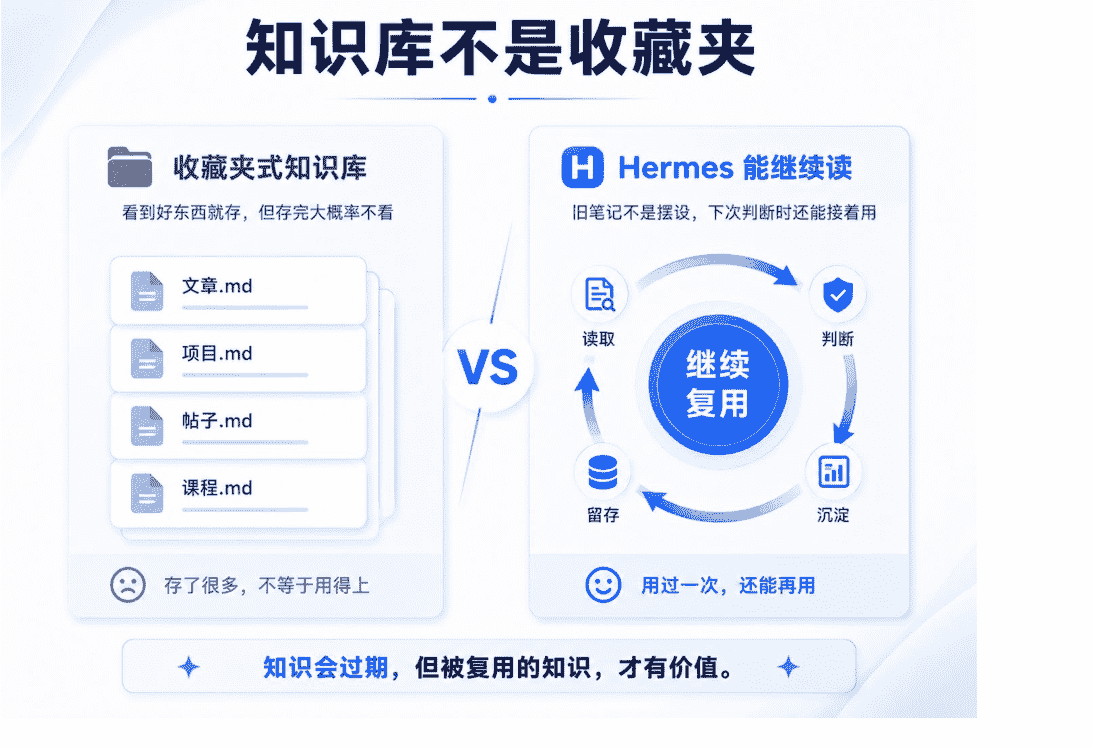 知识库不是收藏夹
收藏夹式知识库
看到好东西就存，但存完大概率不看
文章.md
项目.md
帖子.md
课程.md
存了很多，不等于用得上
VS
H Hermes 能继续读
旧笔记不是摆设，下次判断时还能接着用
读取
判断
继续
复用
留存
沉淀
用过一次，还能再用
知识会过期，但被复用的知识，才有价值。